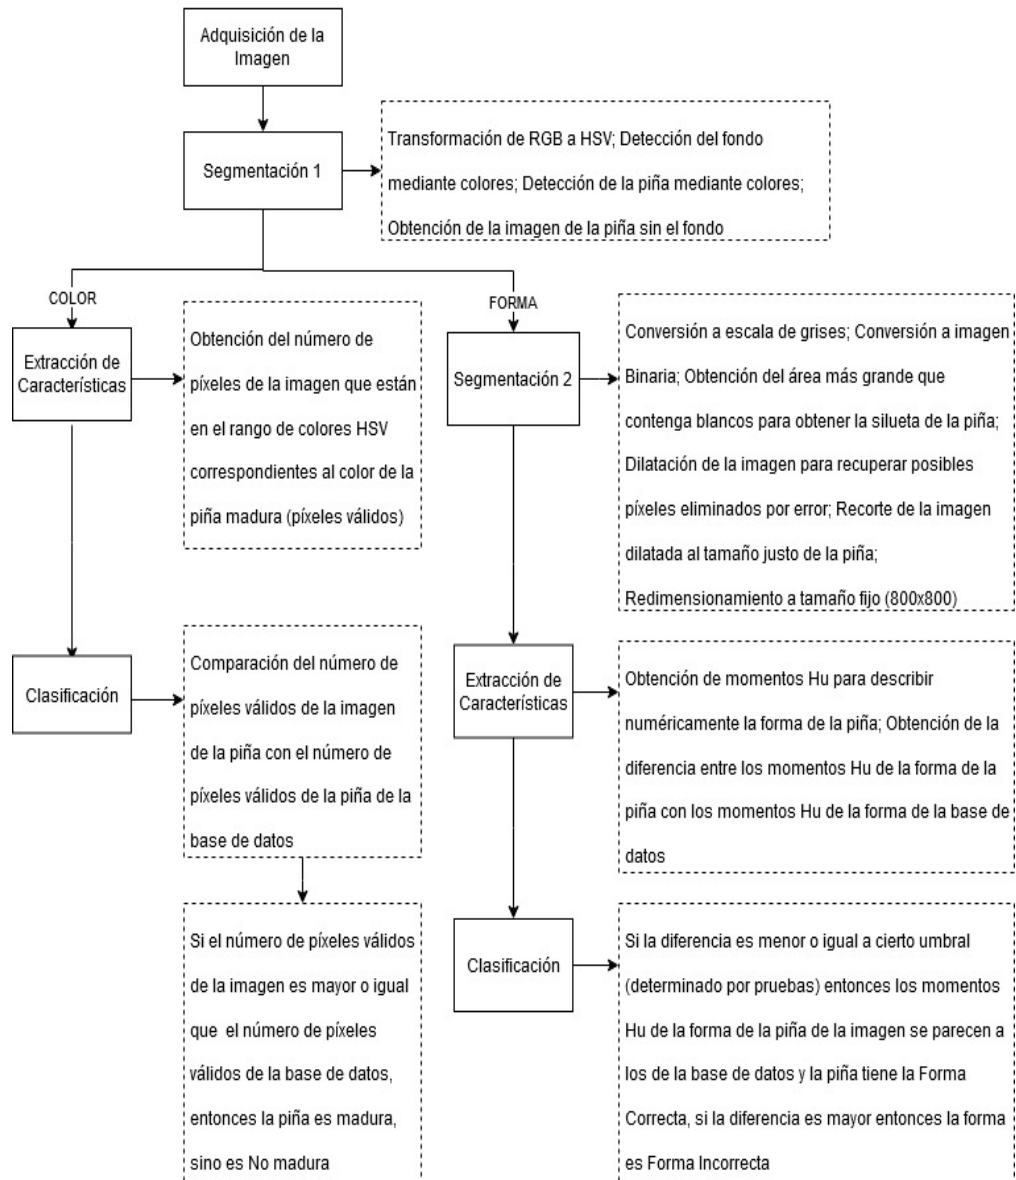 Adquisición de la
Imagen
Segmentación 1
Transformación de RGB a HSV; Detección del fondo
mediante colores; Detección de la piña mediante colores;
Obtención de la imagen de la piña sin el fondo
COLOR
FORMA
Extracción de
Características
Obtención del número de
píxeles de la imagen que están
en el rango de colores HSV
correspondientes al color de la
piña madura (píxeles válidos)
Segmentación 2
Conversión a escala de grises; Conversión a imagen
Binaria; Obtención del área más grande que
contenga blancos para obtener la silueta de la piña;
Dilatación de la imagen para recuperar posibles
píxeles eliminados por error; Recorte de la imagen
dilatada al tamaño justo de la piña;
Redimensionamiento a tamaño fijo (800x800)
Clasificación
Comparación del número de
píxeles válidos de la imagen
de la piña con el número de
píxeles válidos de la piña de la
base de datos
Extracción de
Características
Obtención de momentos Hu para describir
numéricamente la forma de la piña; Obtención de la
diferencia entre los momentos Hu de la forma de la
piña con los momentos Hu de la forma de la base de
datos
Si el número de píxeles válidos
de la imagen es mayor o igual
que el número de píxeles
válidos de la base de datos,
entonces la piña es madura,
sino es No madura
Clasificación
Si la diferencia es menor o igual a cierto umbral
(determinado por pruebas) entonces los momentos
Hu de la forma de la piña de la imagen se parecen a
los de la base de datos y la piña tiene la Forma
Correcta, si la diferencia es mayor entonces la forma
es Forma Incorrecta